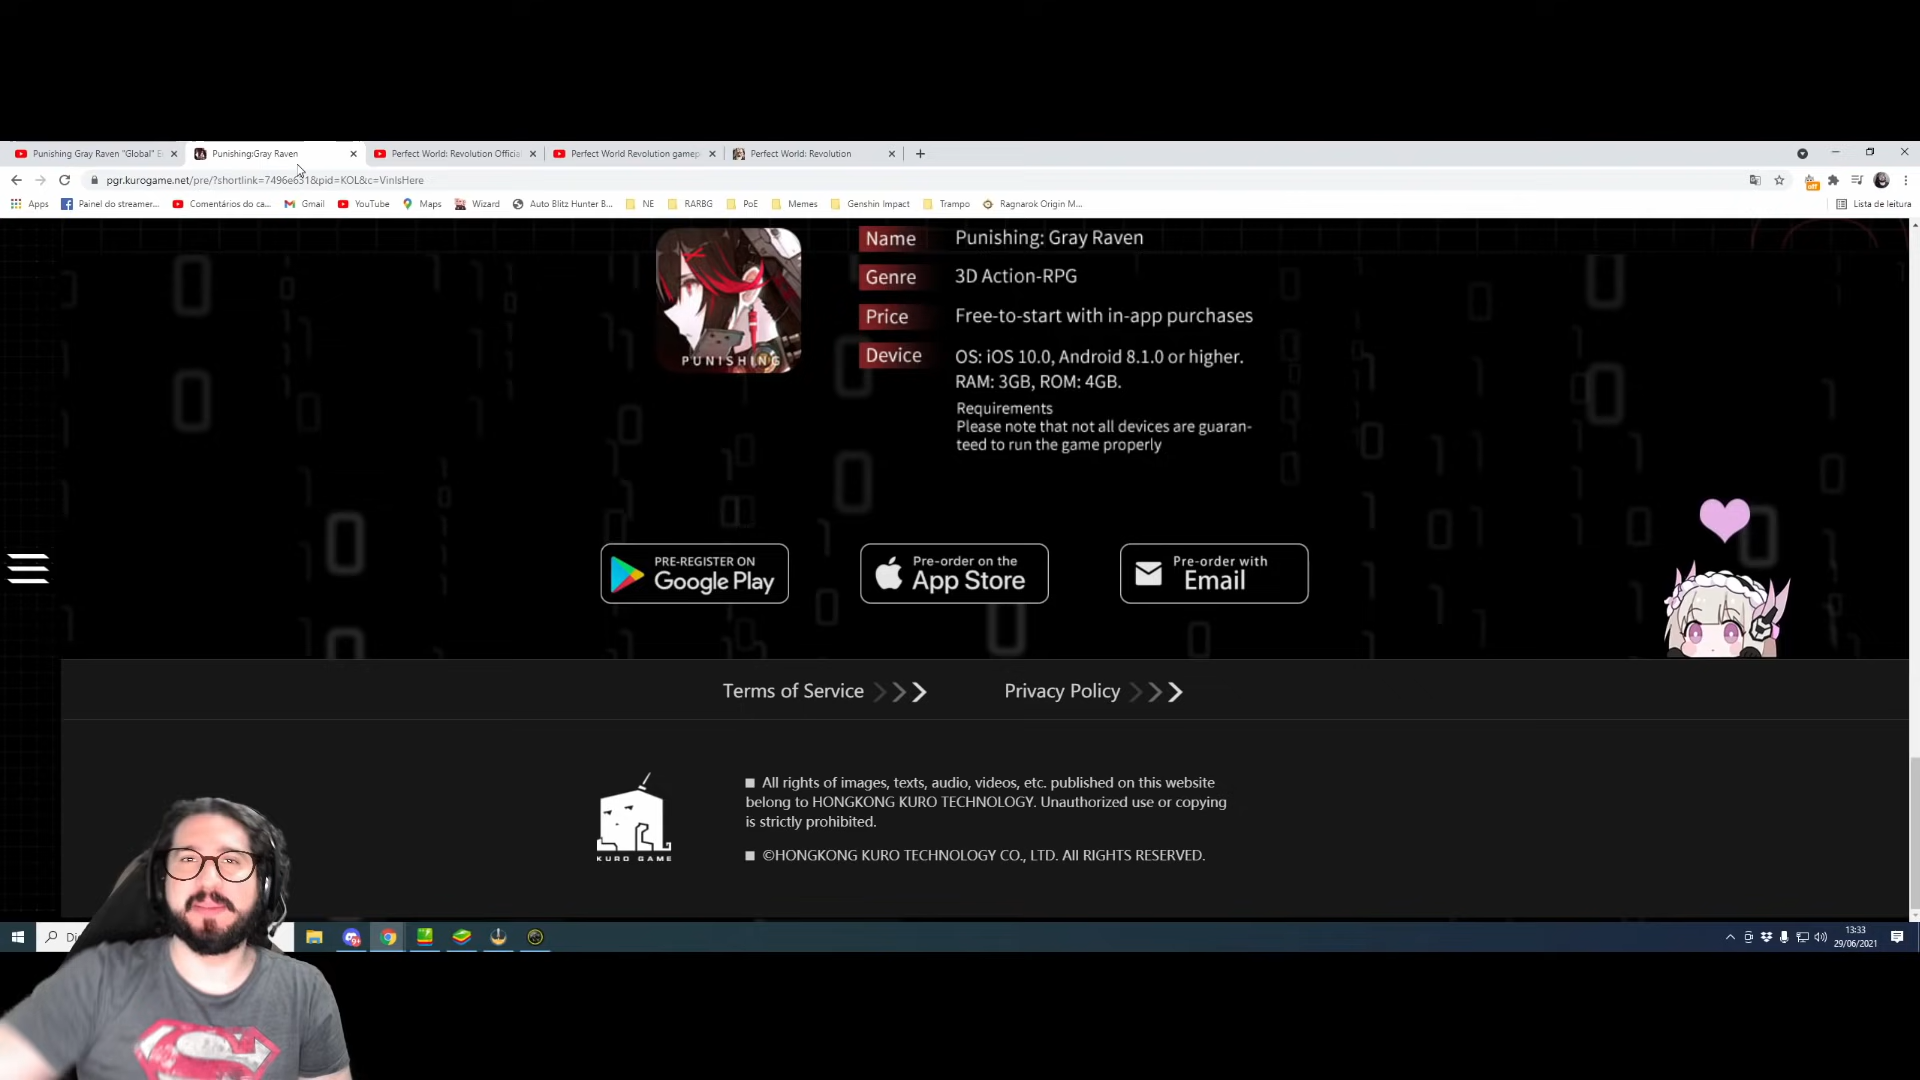 Punishing Gray Raven "Global"
Punishing:Gray Raven
Perfect World: Revolution Officia
Perfect World Revolution gamep
Perfect World: Revolution
pgr.kurogame.net/pre/?shortlink=7496e631&pid=KOL&c=VinIsHere
Apps
Painel do streamer...
Comentários do ca...
Gmail
YouTube
Maps
Wizard
Auto Blitz Hunter B...
NE
RARBG
PoE
Memes
Genshin Impact
Trampo
Ragnarok Origin M...
Lista de leitura
off
PUNISHING
Name Punishing: Gray Raven
Genre 3D Action-RPG
Price Free-to-start with in-app purchases
Device OS: iOS 10.0, Android 8.1.0 or higher.
RAM: 3GB, ROM: 4GB.
Requirements
Please note that not all devices are guaran-
teed to run the game properly
PRE-REGISTER ON
Google Play
Pre-order on the
App Store
Pre-order with
Email
Terms of Service
Privacy Policy
KURO GAME
■ All rights of images, texts, audio, videos, etc. published on this website
belong to HONGKONG KURO TECHNOLOGY. Unauthorized use or copying
is strictly prohibited.
■ ©HONGKONG KURO TECHNOLOGY CO., LTD. All RIGHTS RESERVED.
13:33
29/06/2021